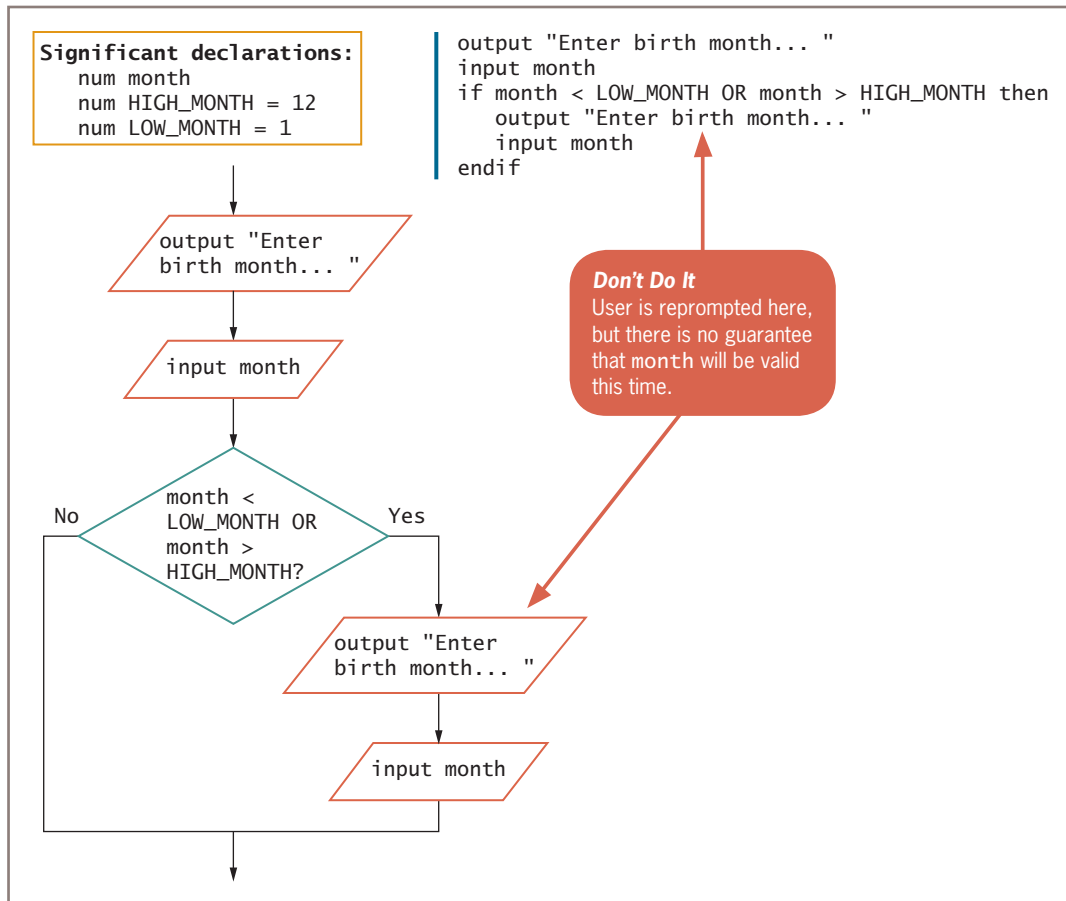 Significant declarations:
num month
num HIGH_MONTH = 12
num LOW_MONTH = 1
output "Enter birth month... "
input month
if month < LOW_MONTH OR month > HIGH_MONTH then
output "Enter birth month... "
input month
endif
output "Enter
birth month... "
input month
month <
LOW_MONTH OR
month >
HIGH_MONTH?
No
Yes
output "Enter
birth month... "
input month
Don't Do It
User is reprompted here,
but there is no guarantee
that month will be valid
this time.